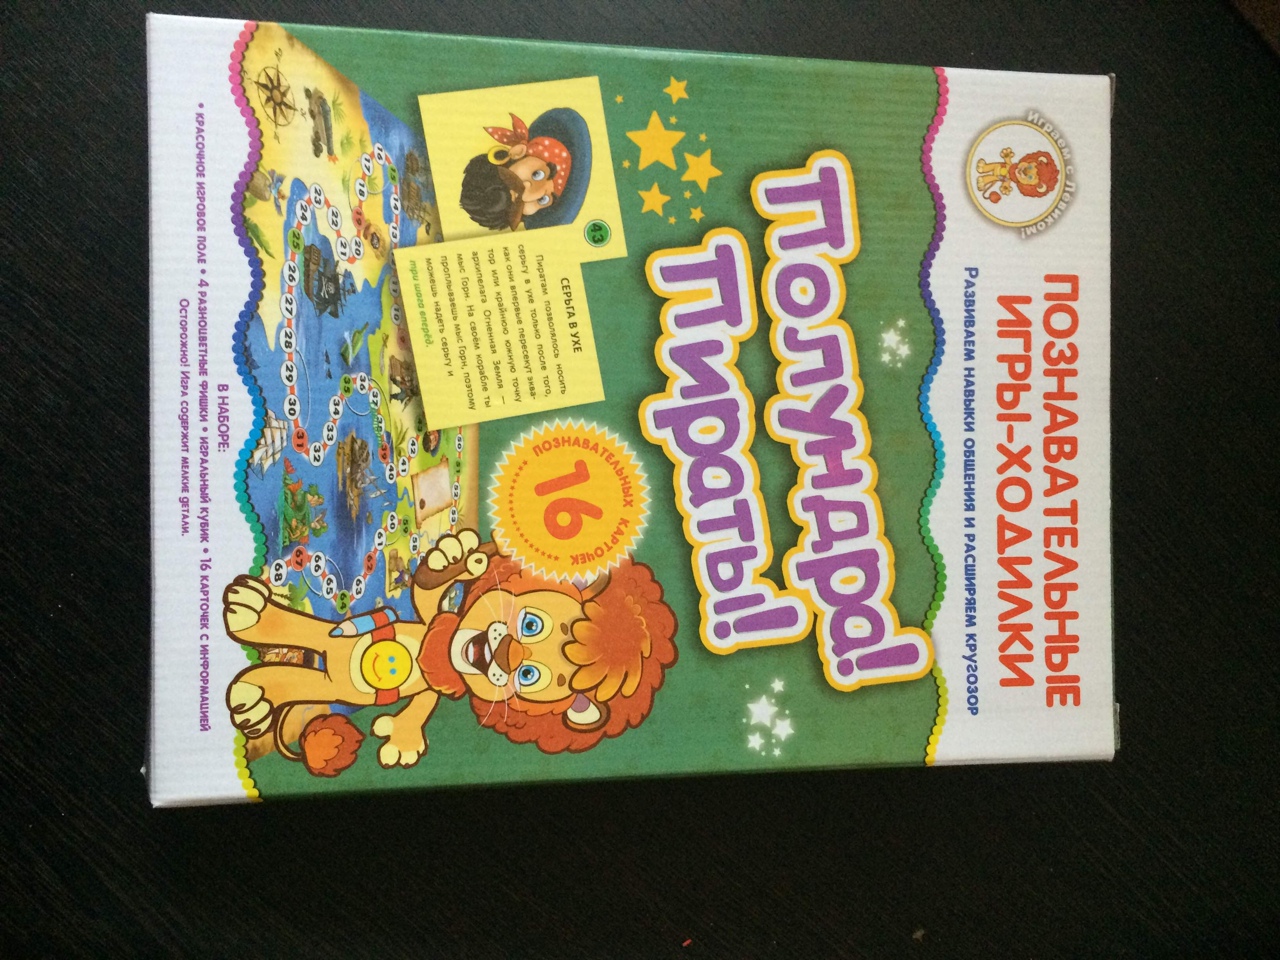 Играем с Лёвиком!
ПОЗНАВАТЕЛЬНЫЕ
ИГРЫ-ХОДИЛКИ
РАЗВИВАЕМ НАВЫКИ ОБЩЕНИЯ И РАСШИРЯЕМ КРУГОЗОР
ПОЛУНДРА!
ПИРАТЫ!
43
СЕРЬГА В УХЕ
Пиратам позволялось носить
серьгу в ухе только после того,
как они впервые пересекут эква-
тор или крайнюю южную точку
архипелага Огненная Земля —
мыс Горн. На своём корабле ты
проплываешь мыс Горн, поэтому
можешь надеть серьгу и
три шага вперёд.
16
ПОЗНАВАТЕЛЬНЫХ КАРТОЧЕК
В НАБОРЕ:
• КРАСОЧНОЕ ИГРОВОЕ ПОЛЕ • 4 РАЗНОЦВЕТНЫЕ ФИШКИ • ИГРАЛЬНЫЙ КУБИК • 16 КАРТОЧЕК С ИНФОРМАЦИЕЙ
ОСТОРОЖНО! ИГРА СОДЕРЖИТ МЕЛКИЕ ДЕТАЛИ.